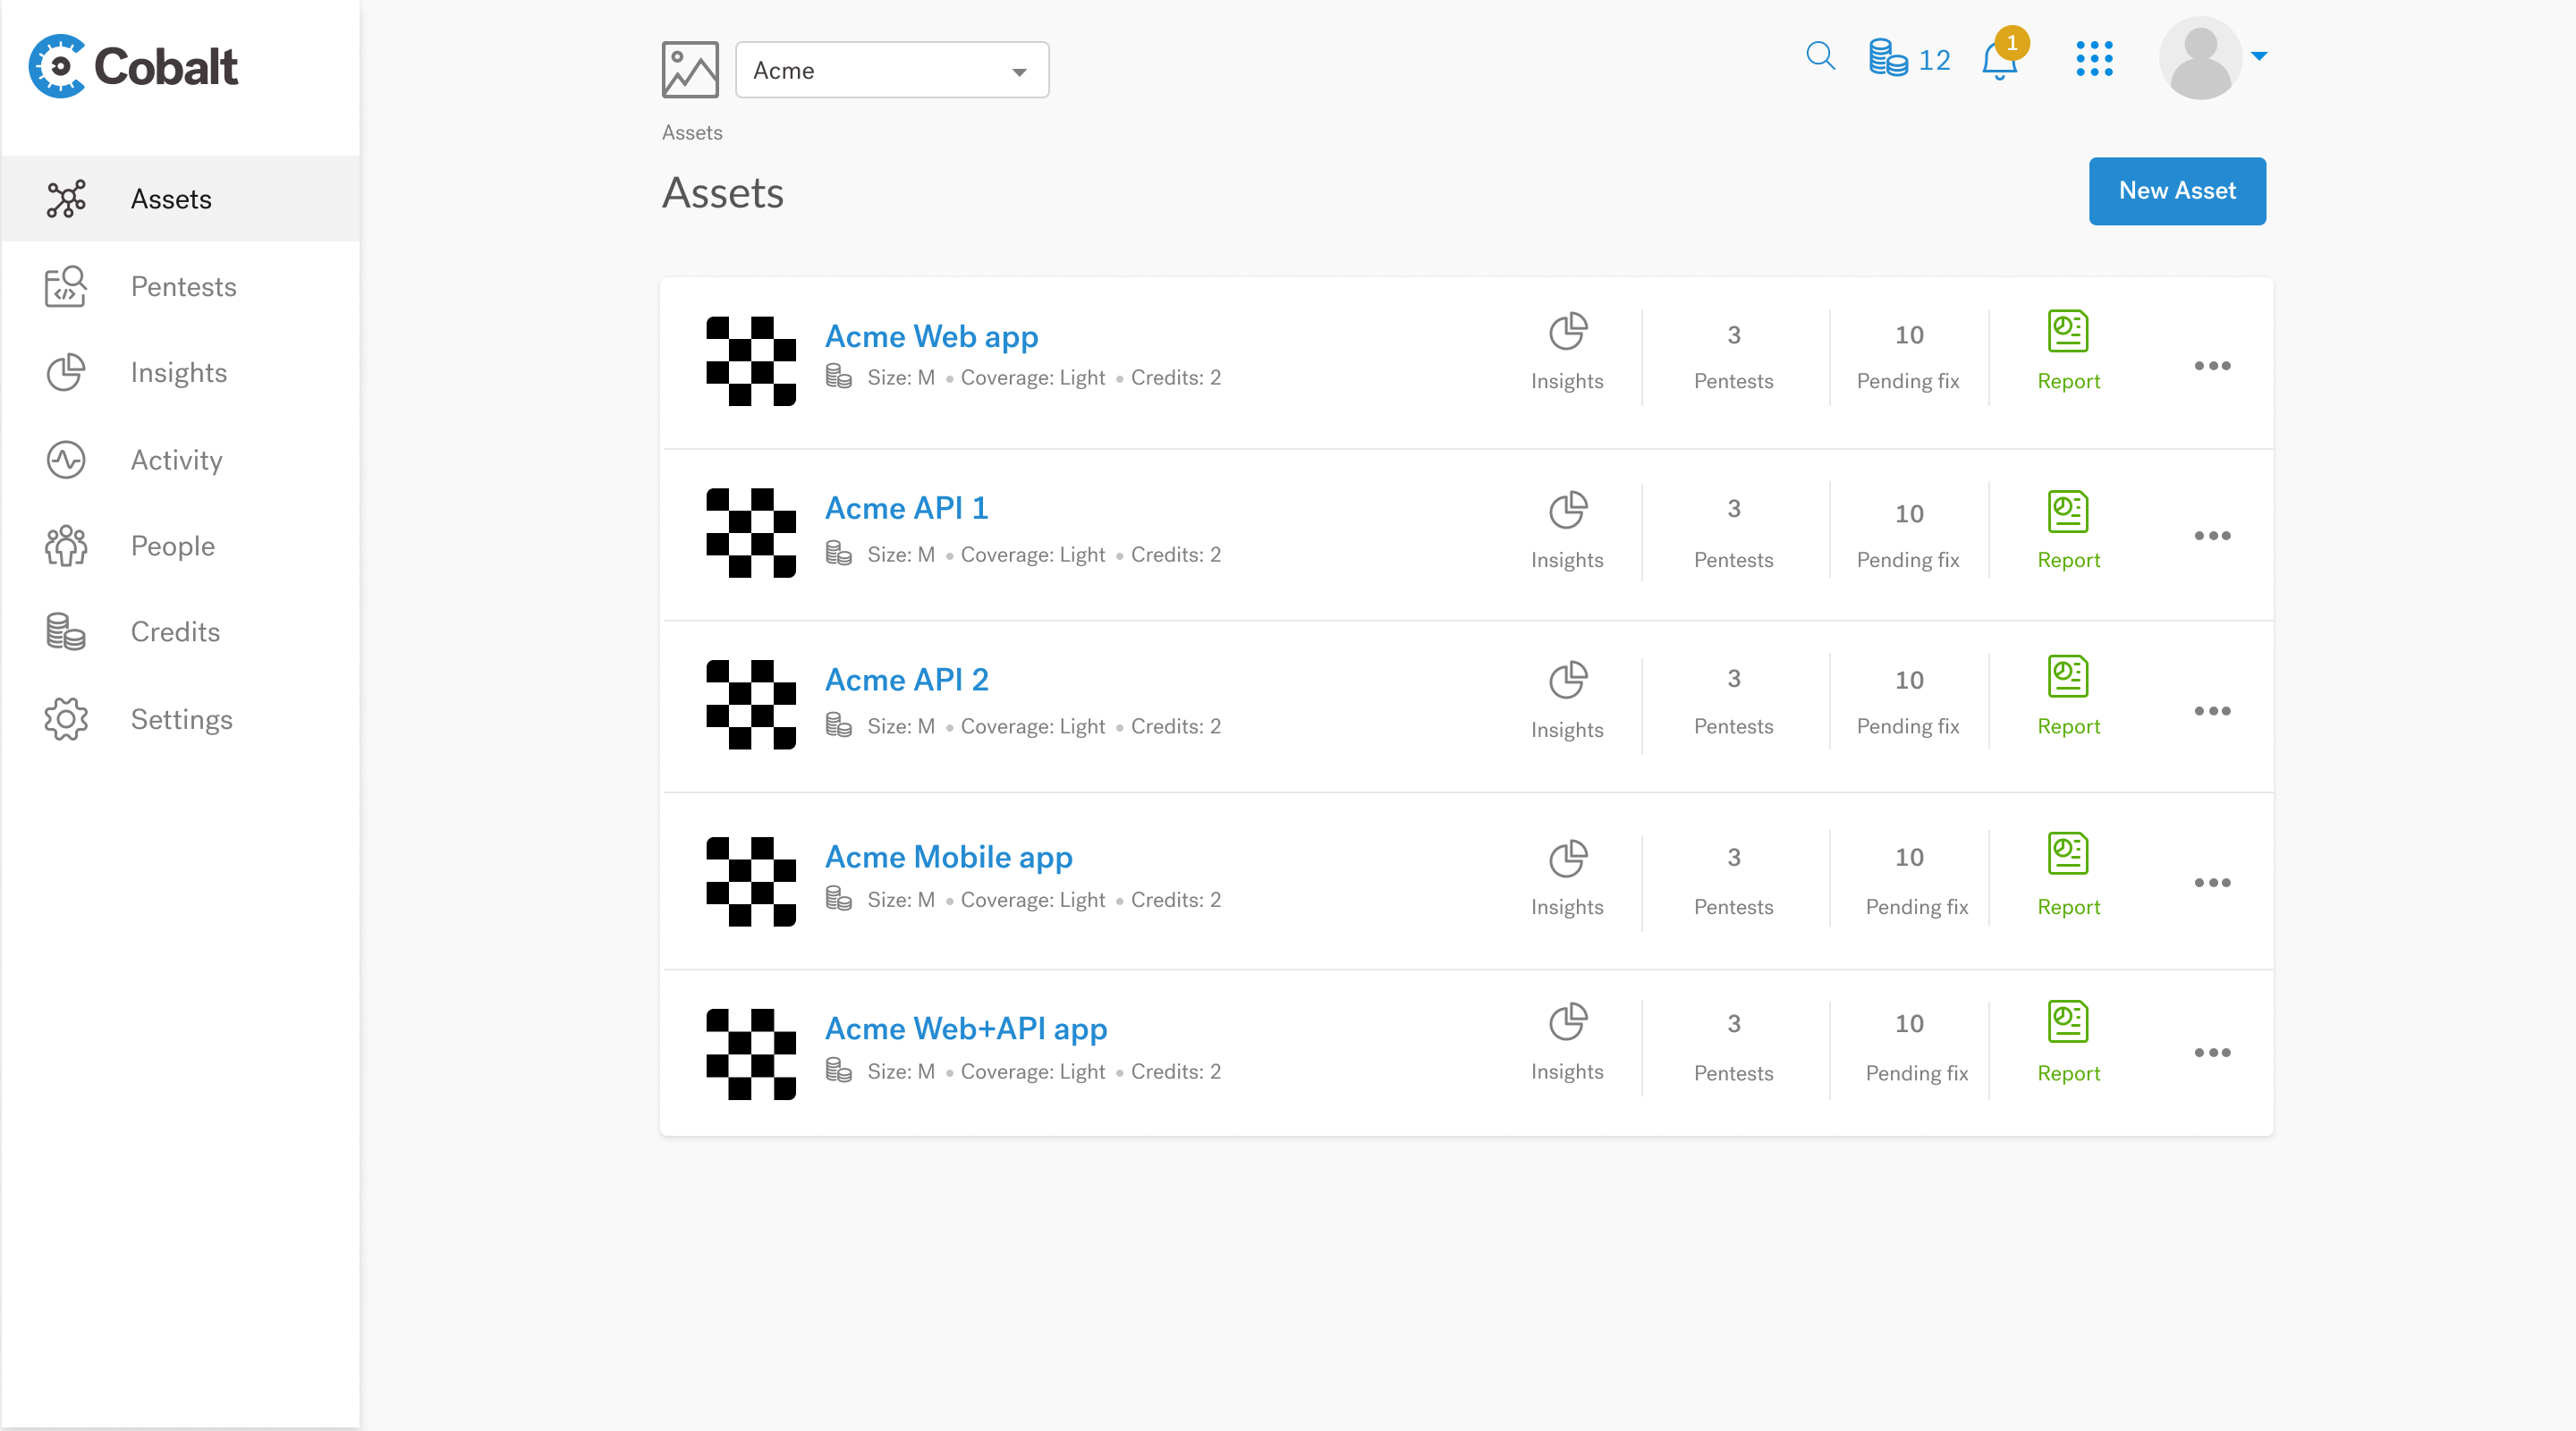 Cobalt
Acme
12
1
Assets
Assets
New Asset
Assets
Pentests
Insights
Activity
People
Credits
Settings
Acme Web app
Size: M • Coverage: Light • Credits: 2
Insights
3
Pentests
10
Pending fix
Report
Acme API 1
Size: M • Coverage: Light • Credits: 2
Insights
3
Pentests
10
Pending fix
Report
Acme API 2
Size: M • Coverage: Light • Credits: 2
Insights
3
Pentests
10
Pending fix
Report
Acme Mobile app
Size: M • Coverage: Light • Credits: 2
Insights
3
Pentests
10
Pending fix
Report
Acme Web+API app
Size: M • Coverage: Light • Credits: 2
Insights
3
Pentests
10
Pending fix
Report